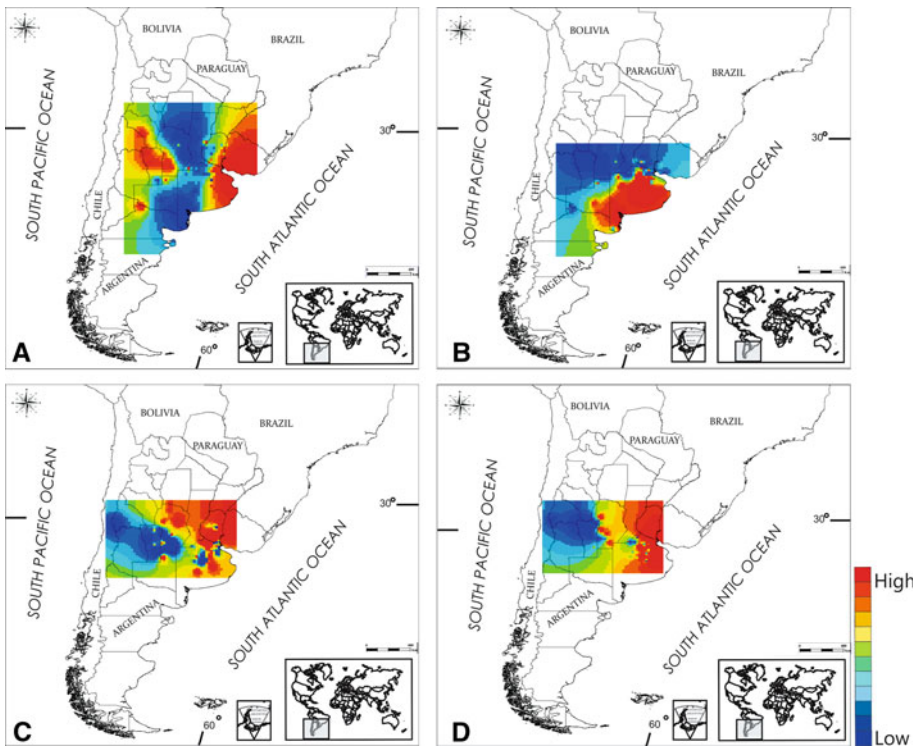 BOLIVIA
BRAZIL
PARAGUAY
SOUTH PACIFIC OCEAN
30°
CHILE
SOUTH ATLANTIC OCEAN
ARGENTINA
60°
A
BOLIVIA
BRAZIL
PARAGUAY
SOUTH PACIFIC OCEAN
30°
CHILE
SOUTH ATLANTIC OCEAN
ARGENTINA
60°
B
BOLIVIA
BRAZIL
PARAGUAY
SOUTH PACIFIC OCEAN
30°
CHILE
SOUTH ATLANTIC OCEAN
ARGENTINA
60°
C
BOLIVIA
BRAZIL
PARAGUAY
SOUTH PACIFIC OCEAN
30°
CHILE
SOUTH ATLANTIC OCEAN
ARGENTINA
60°
D
High
Low